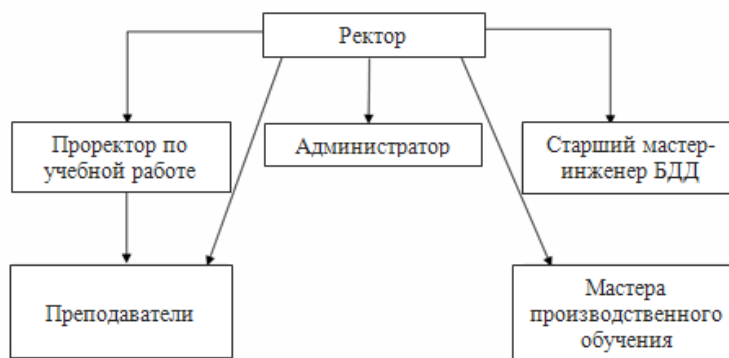 Ректор
Проректор по
учебной работе
Администратор
Старший мастер-
инженер БДД
Преподаватели
Мастера
производственного
обучения